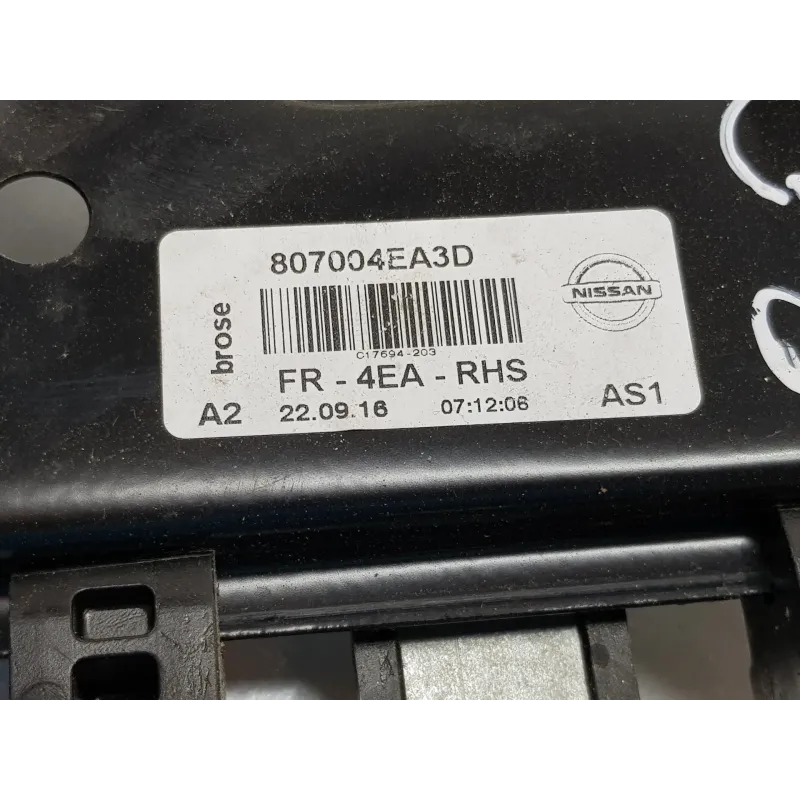 807004EA3D
NISSAN
brose
C17694-203
FR - 4EA - RHS
A2 22.09.16 07:12:06 AS1